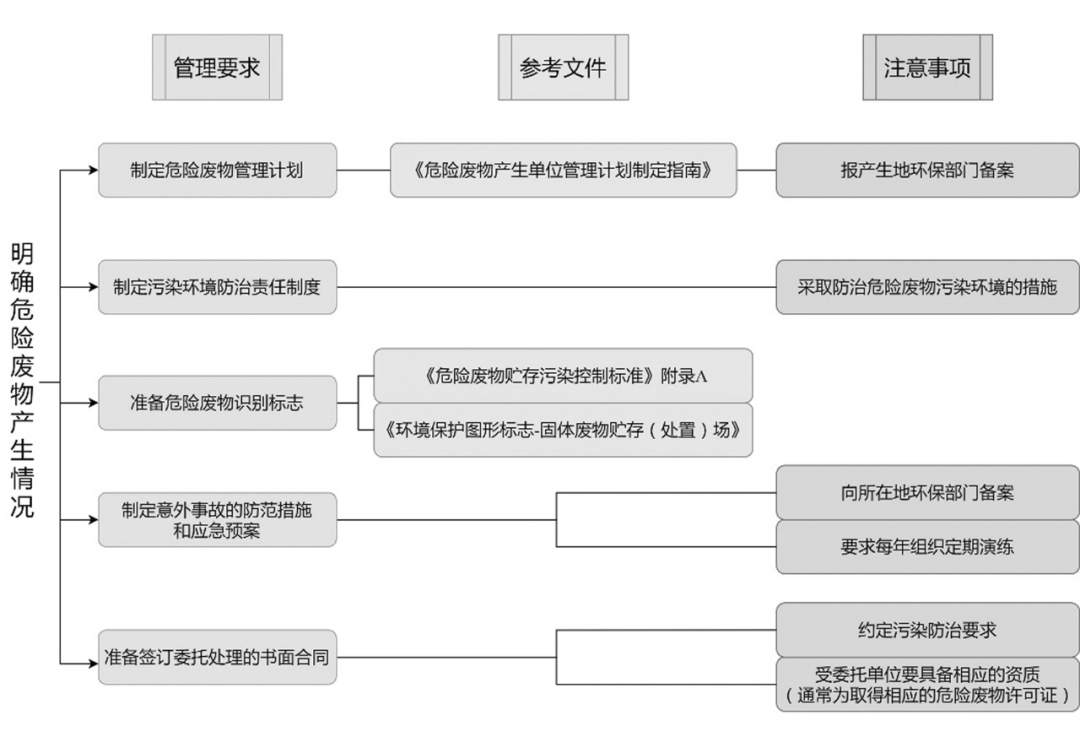 管理要求
参考文件
注意事项
明确危险废物产生情况
制定危险废物管理计划
《危险废物产生单位管理计划制定指南》
报产生地环保部门备案
制定污染环境防治责任制度
采取防治危险废物污染环境的措施
准备危险废物识别标志
《危险废物贮存污染控制标准》附录A
《环境保护图形标志-固体废物贮存（处置）场》
制定意外事故的防范措施
和应急预案
向所在地环保部门备案
要求每年组织定期演练
准备签订委托处理的书面合同
约定污染防治要求
受委托单位要具备相应的资质
（通常为取得相应的危险废物许可证）